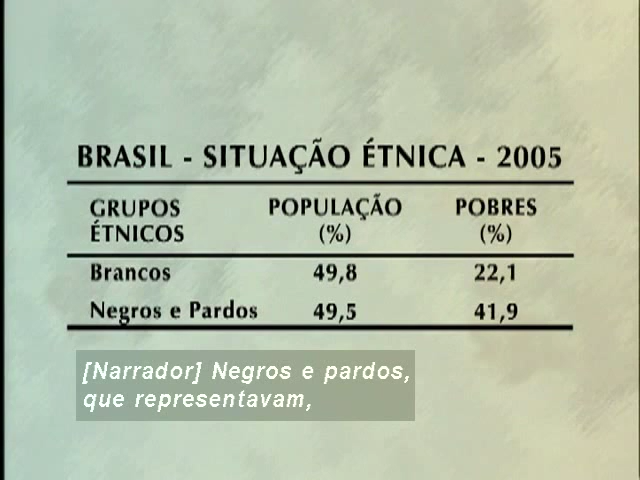 BRASIL - SITUAÇÃO ÉTNICA - 2005
GRUPOS ÉTNICOS POPULAÇÃO (%) POBRES (%)
Brancos 49,8 22,1
Negros e Pardos 49,5 41,9
[Narrador] Negros e pardos,
que representavam,